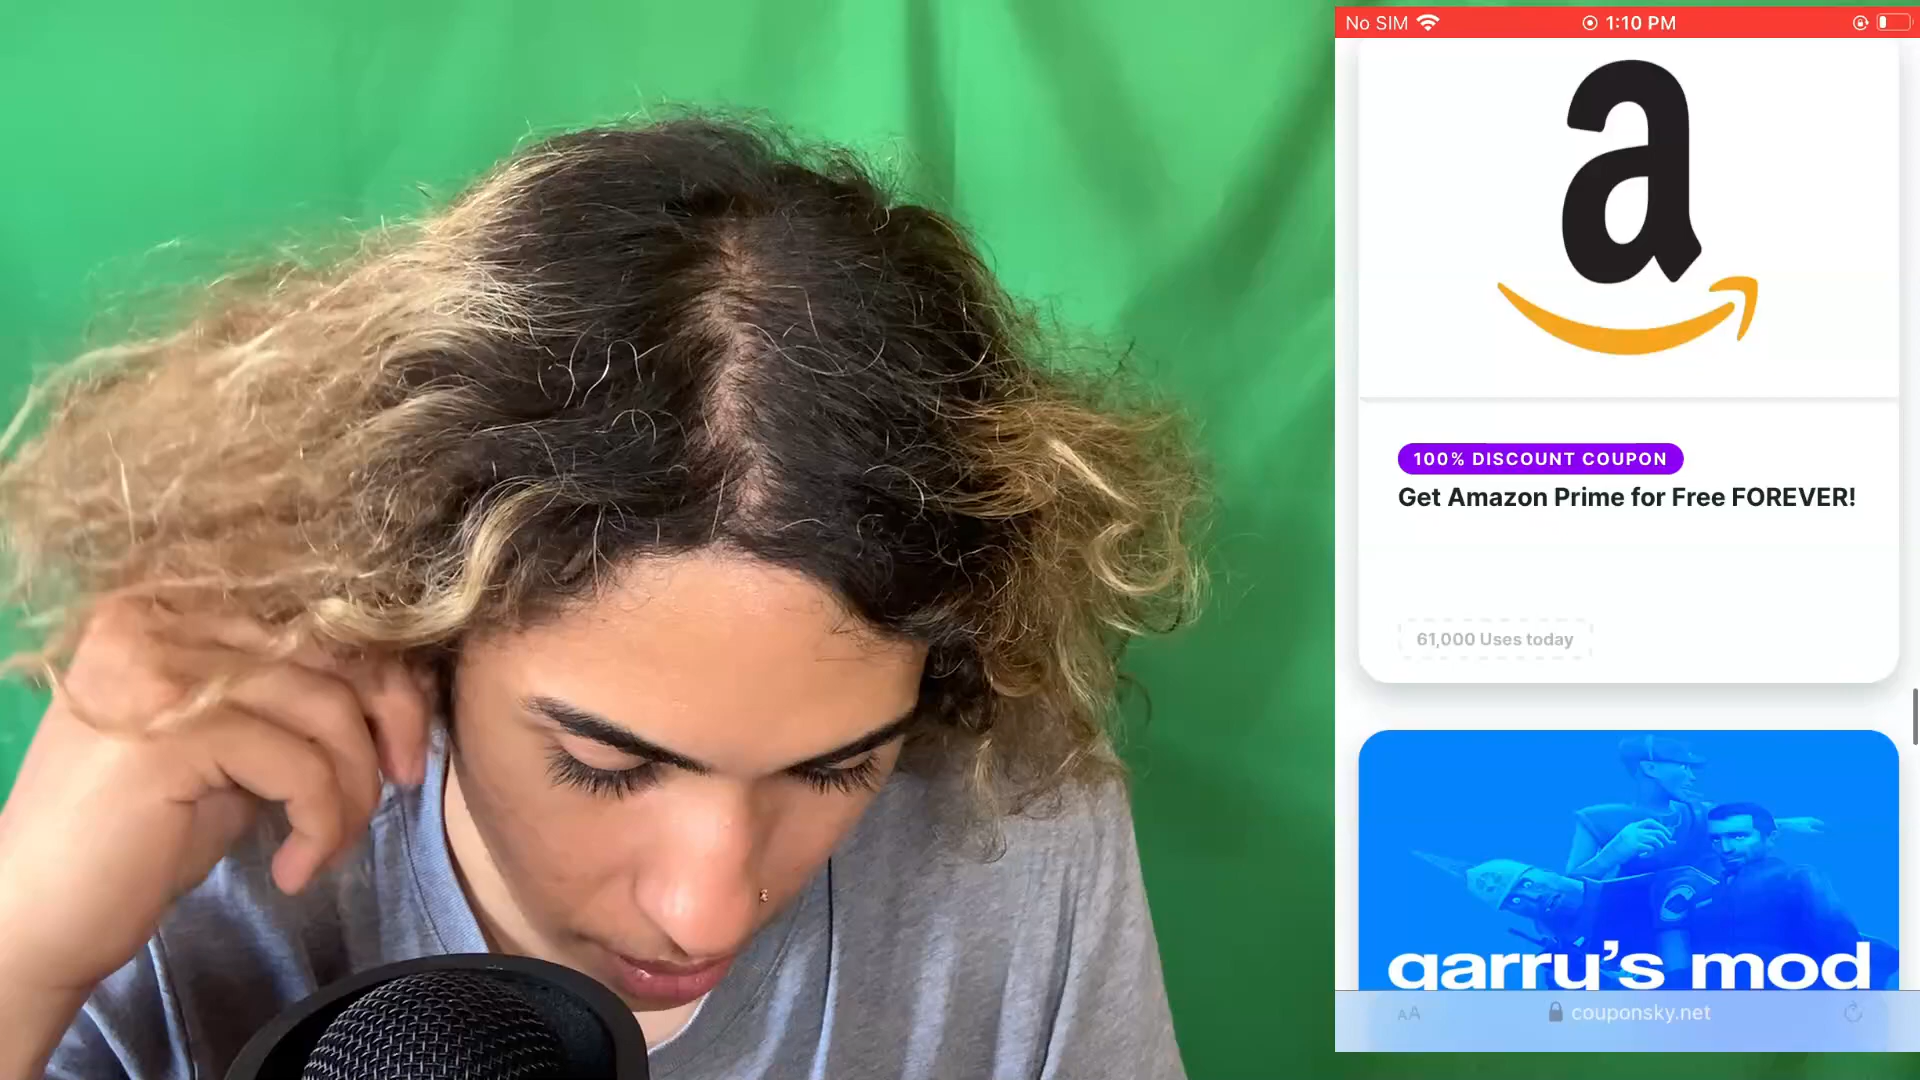 No SIM 1:10 PM
a
100% DISCOUNT COUPON
Get Amazon Prime for Free FOREVER!
61,000 Uses today
garry's mod
AA couponsky.net